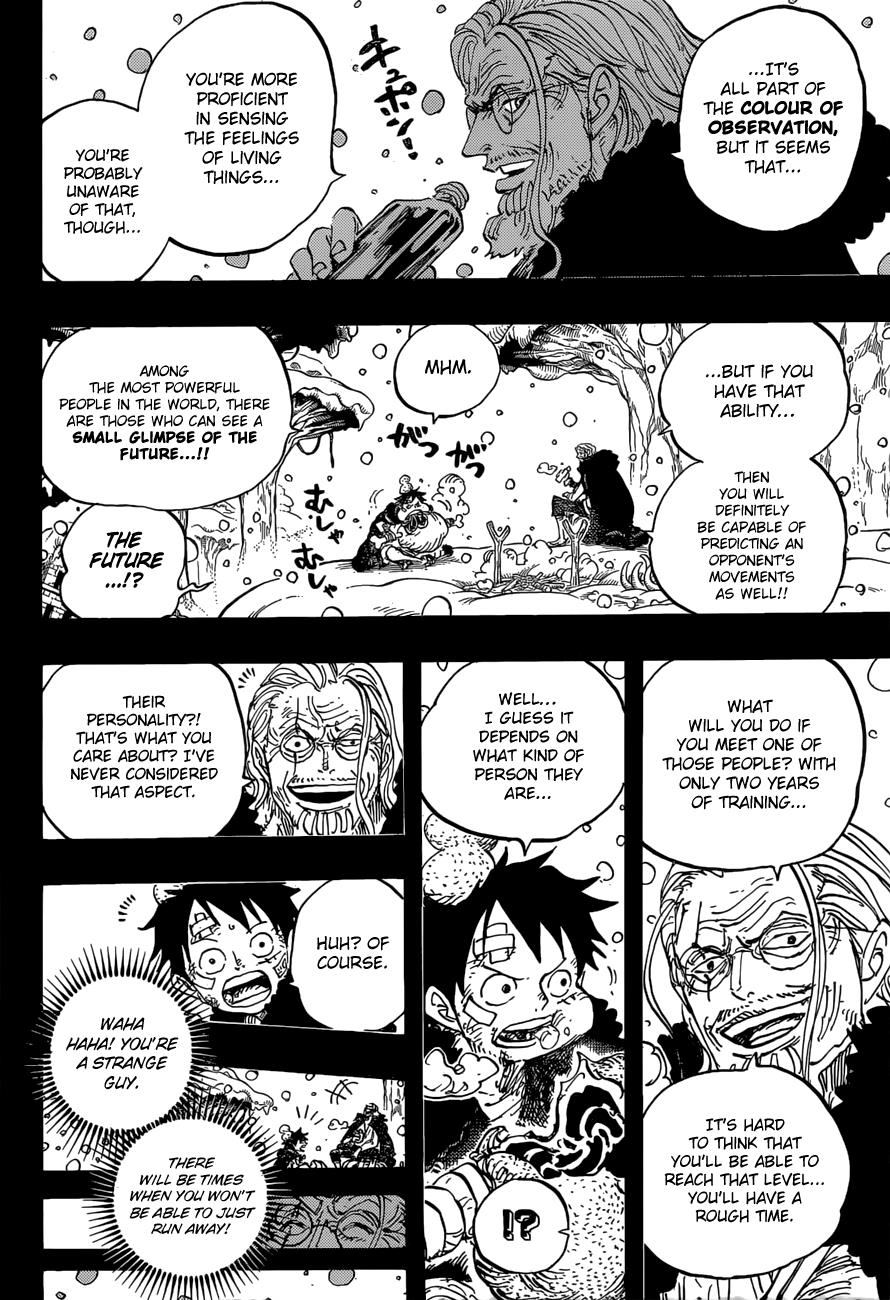 ...IT'S
ALL PART OF
THE COLOUR OF
OBSERVATION,
BUT IT SEEMS
THAT...
キュポン!
YOU'RE MORE
PROFICIENT
IN SENSING
THE FEELINGS
OF LIVING
THINGS...
YOU'RE
PROBABLY
UNAWARE
OF THAT,
THOUGH...
...BUT IF YOU
HAVE THAT
ABILITY...
THEN
YOU WILL
DEFINITELY
BE CAPABLE OF
PREDICTING AN
OPPONENT'S
MOVEMENTS
AS WELL!!
MHM.
がつ
がつ
むしゃ
むしゃ
AMONG
THE MOST POWERFUL
PEOPLE IN THE WORLD, THERE
ARE THOSE WHO CAN SEE A
SMALL GLIMPSE OF THE
FUTURE...!!
THE
FUTURE
...!?
WHAT
WILL YOU DO IF
YOU MEET ONE OF
THOSE PEOPLE? WITH
ONLY TWO YEARS
OF TRAINING...
IT'S HARD
TO THINK THAT
YOU'LL BE ABLE TO
REACH THAT LEVEL...
YOU'LL HAVE A
ROUGH TIME.
WELL...
I GUESS IT
DEPENDS ON
WHAT KIND OF
PERSON THEY
ARE...
!?
THEIR
PERSONALITY?!
THAT'S WHAT YOU
CARE ABOUT? I'VE
NEVER CONSIDERED
THAT ASPECT.
HUH? OF
COURSE.
WAHA
HAHA! YOU'RE
A STRANGE
GUY.
THERE
WILL BE TIMES
WHEN YOU WON'T
BE ABLE TO JUST
RUN AWAY!